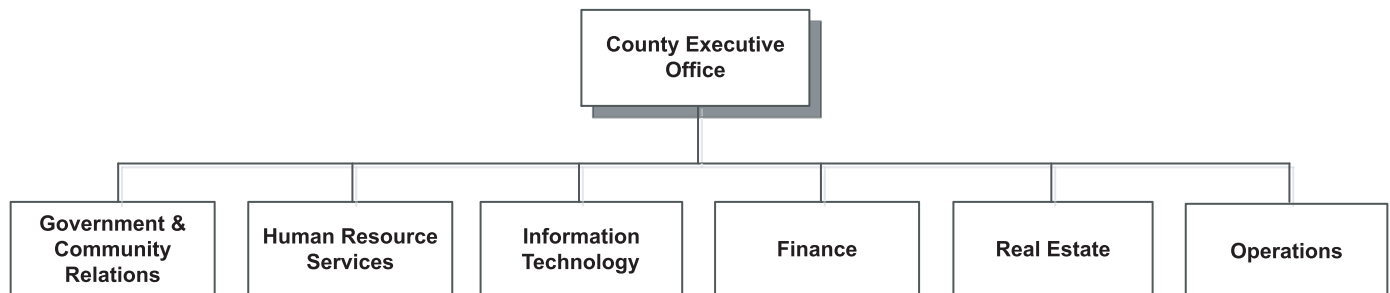 County Executive
Office
Government &
Community
Relations
Human Resource
Services
Information
Technology
Finance
Real Estate
Operations